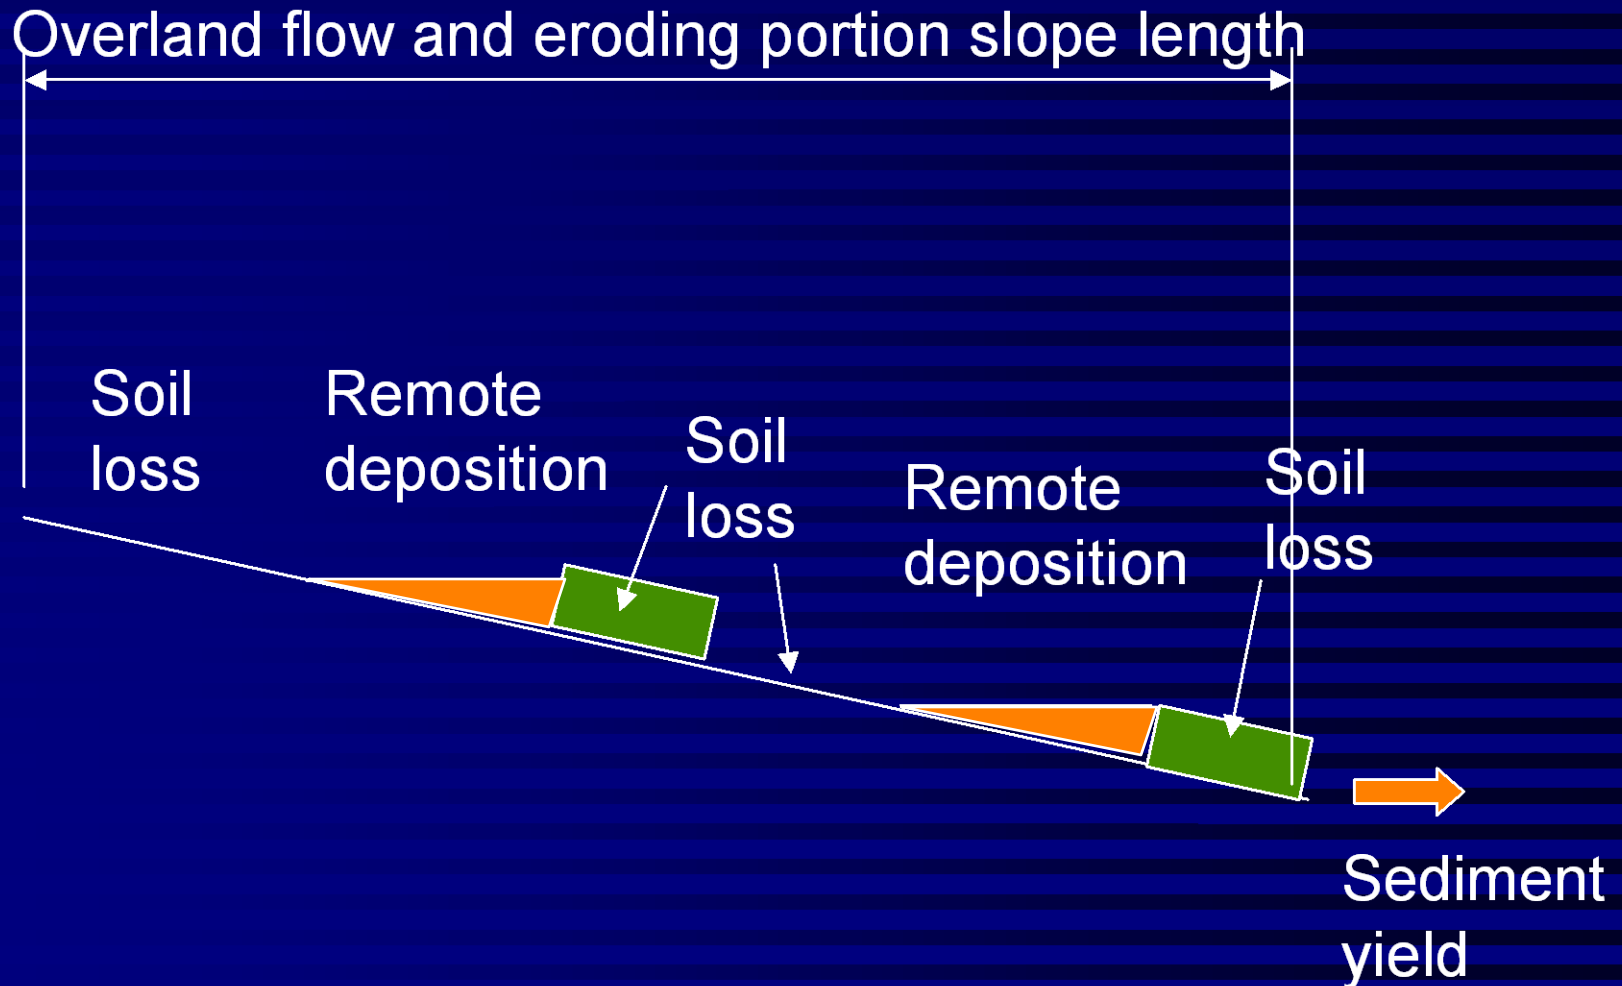 Overland flow and eroding portion slope length
Soil
loss
Remote
deposition
Soil
loss
Remote
deposition
Soil
loss
Sediment
yield